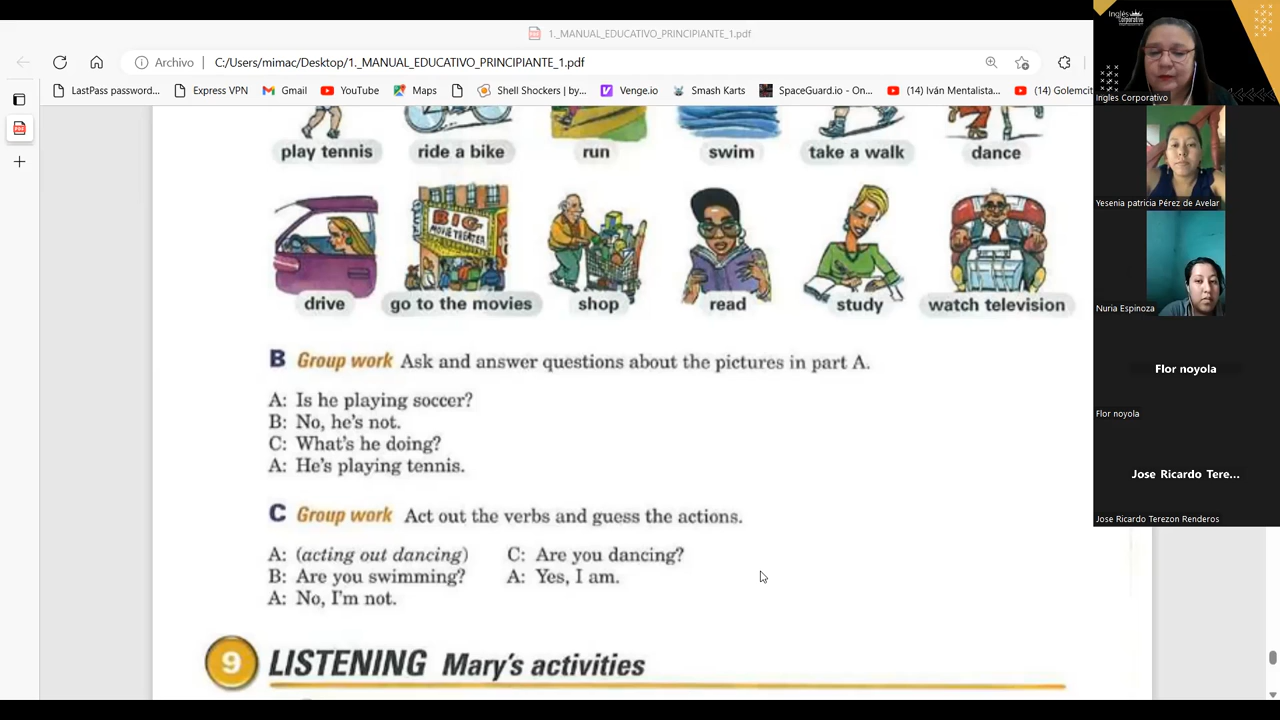 1._MANUAL_EDUCATIVO_PRINCIPIANTE_1.pdf
Archivo C:/Users/mimac/Desktop/1._MANUAL_EDUCATIVO_PRINCIPIANTE_1.pdf
LastPass password... Express VPN Gmail YouTube Maps Shell Shockers | by... Venge.io Smash Karts SpaceGuard.io - On... (14) Iván Mentalista... (14) Golemcit
play tennis ride a bike run swim take a walk dance
BIG
MOVIE THEATER
drive go to the movies shop read study watch television
B Group work Ask and answer questions about the pictures in part A.
A: Is he playing soccer?
B: No, he's not.
C: What's he doing?
A: He's playing tennis.
C Group work Act out the verbs and guess the actions.
A: (acting out dancing) C: Are you dancing?
B: Are you swimming? A: Yes, I am.
A: No, I'm not.
9 LISTENING Mary's activities
Inglés
Corporativo
Ingles Corporativo
Yesenia patricia Pérez de Avelar
Nuria Espinoza
Flor noyola
Flor noyola
Jose Ricardo Tere...
Jose Ricardo Terezon Renderos